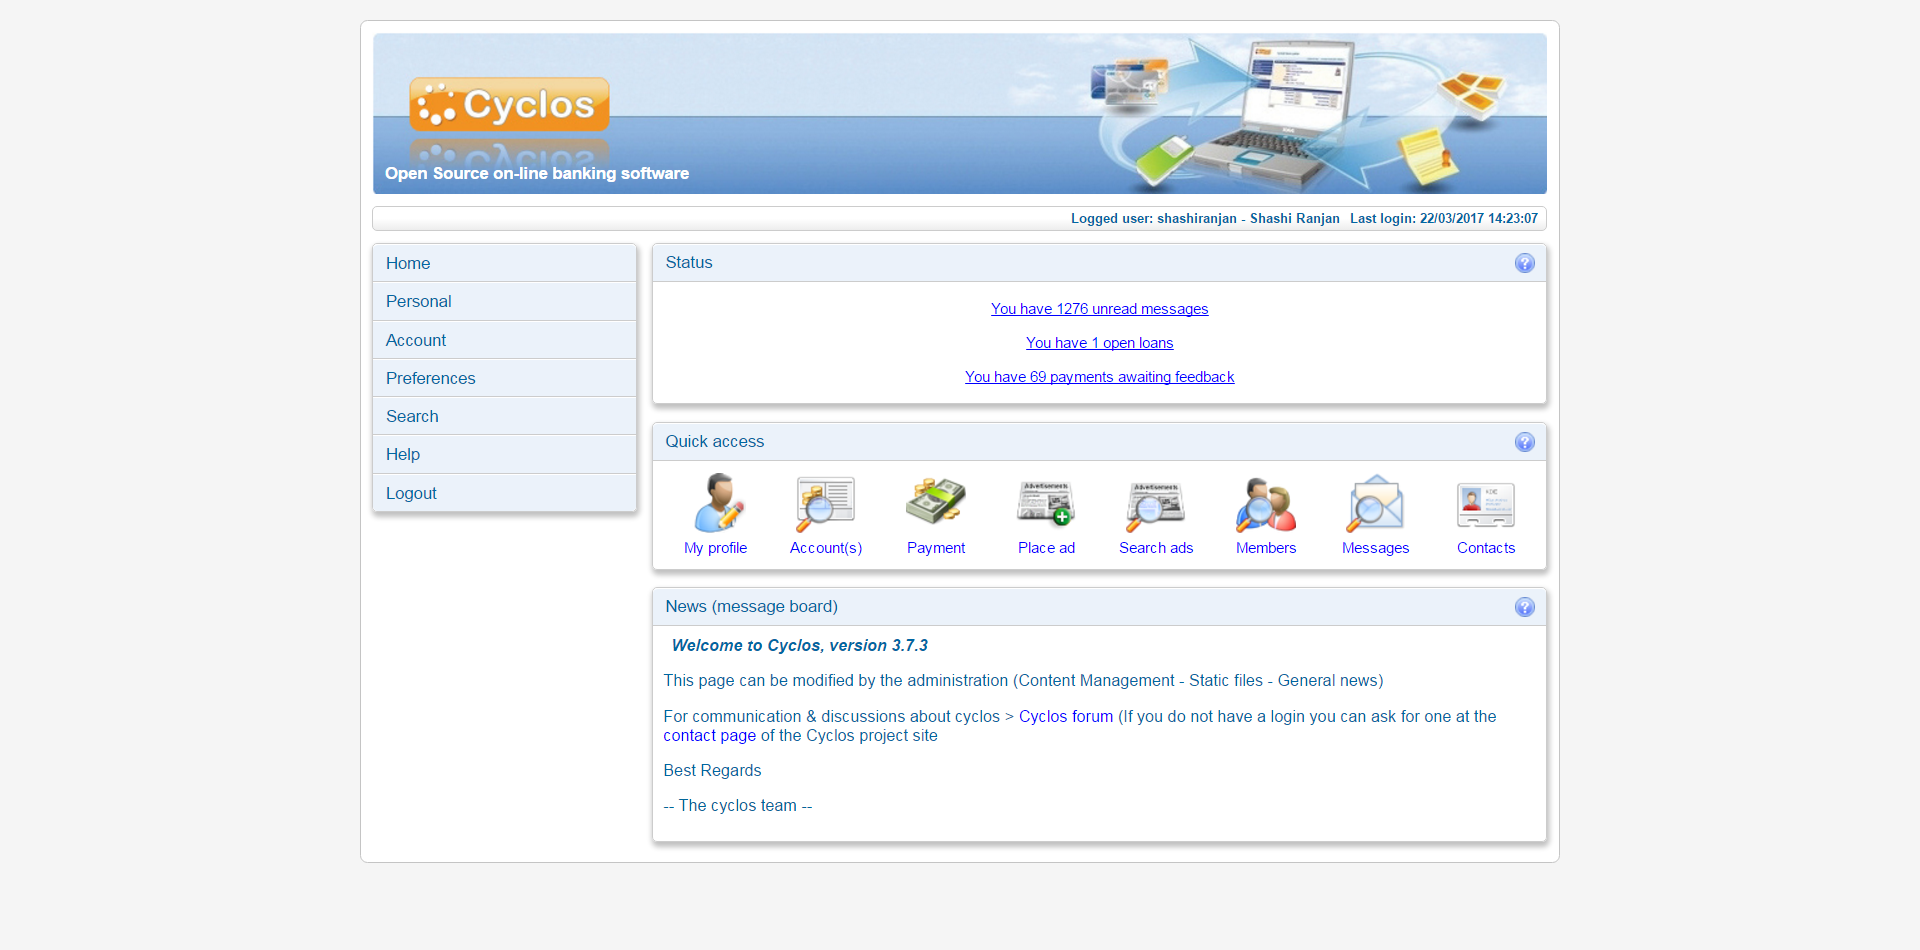 Cyclos
Open Source on-line banking software
Logged user: shashiranjan - Shashi Ranjan Last login: 22/03/2017 14:23:07
Home
Personal
Account
Preferences
Search
Help
Logout
Status
You have 1276 unread messages
You have 1 open loans
You have 69 payments awaiting feedback
Quick access
Advertisements
Advertisements
My profile
Account(s)
Payment
Place ad
Search ads
Members
Messages
Contacts
News (message board)
Welcome to Cyclos, version 3.7.3
This page can be modified by the administration (Content Management - Static files - General news)
For communication & discussions about cyclos > Cyclos forum (If you do not have a login you can ask for one at the
contact page of the Cyclos project site
Best Regards
-- The cyclos team --